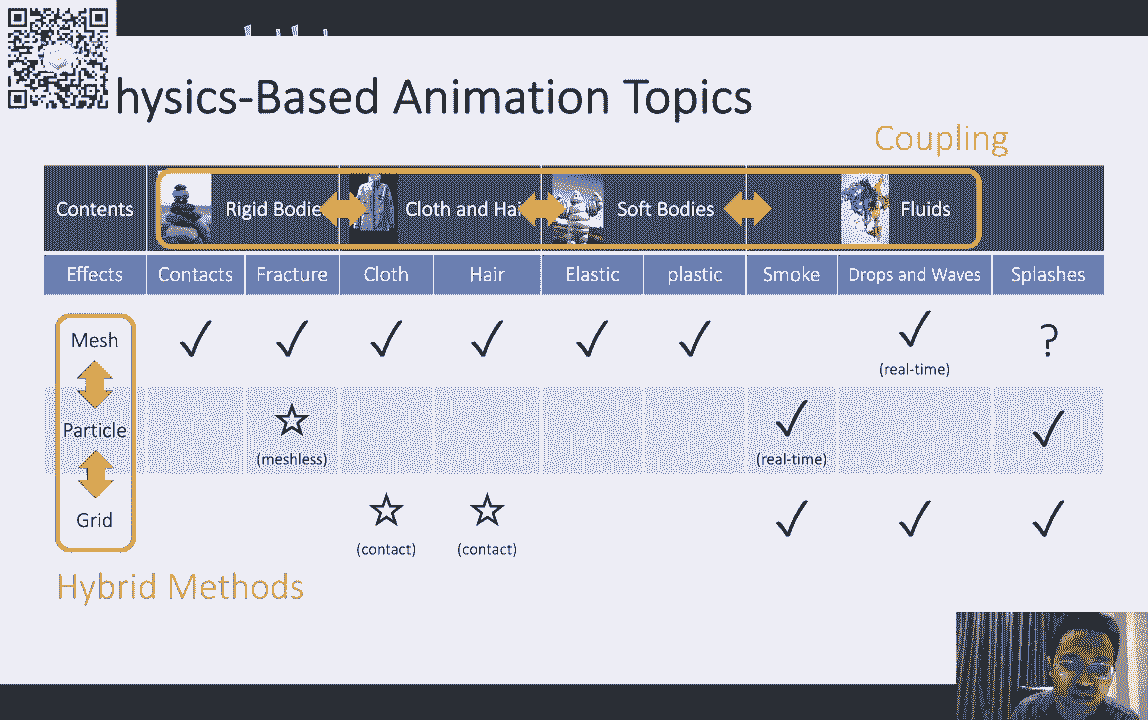 hysics-Based Animation Topics
Coupling
Contents Rigid Bodie Cloth and Hai Soft Bodies Fluids
Effects Contacts Fracture Cloth Hair Elastic plastic Smoke Drops and Waves Splashes
Mesh ✓ ✓ ✓ ✓ ✓ ✓ ✓ ?
(real-time)
Particle ☆ ✓ ✓
(meshless) (real-time)
Grid ☆ ☆ ✓ ✓ ✓
(contact) (contact)
Hybrid Methods